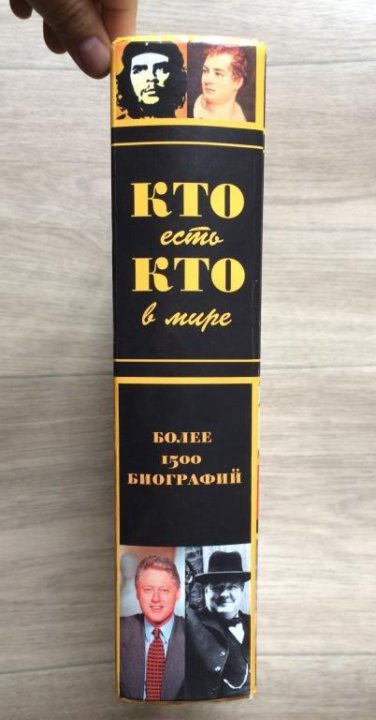 КТО
есть
КТО
в мире
БОЛЕЕ
1500
БИОГРАФИЙ